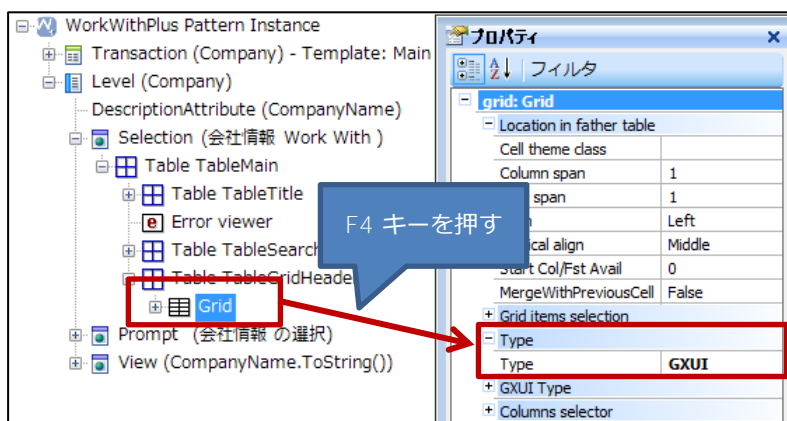 WorkWithPlus Pattern Instance
Transaction (Company) - Template: Main
Level (Company)
DescriptionAttribute (CompanyName)
Selection (会社情報 Work With )
Table TableMain
Table TableTitle
Error viewer
Table TableSearch
Table TableGridHeade
Grid
Prompt (会社情報 の選択)
View (CompanyName.ToString())
F4 キーを押す
プロパティ
フィルタ
grid: Grid
Location in father table
Cell theme class
Column span 1
span 1
Left
ical align Middle
Start Col/Fst Avail 0
MergeWithPreviousCell False
Grid items selection
Type
Type GXUI
GXUI Type
Columns selector